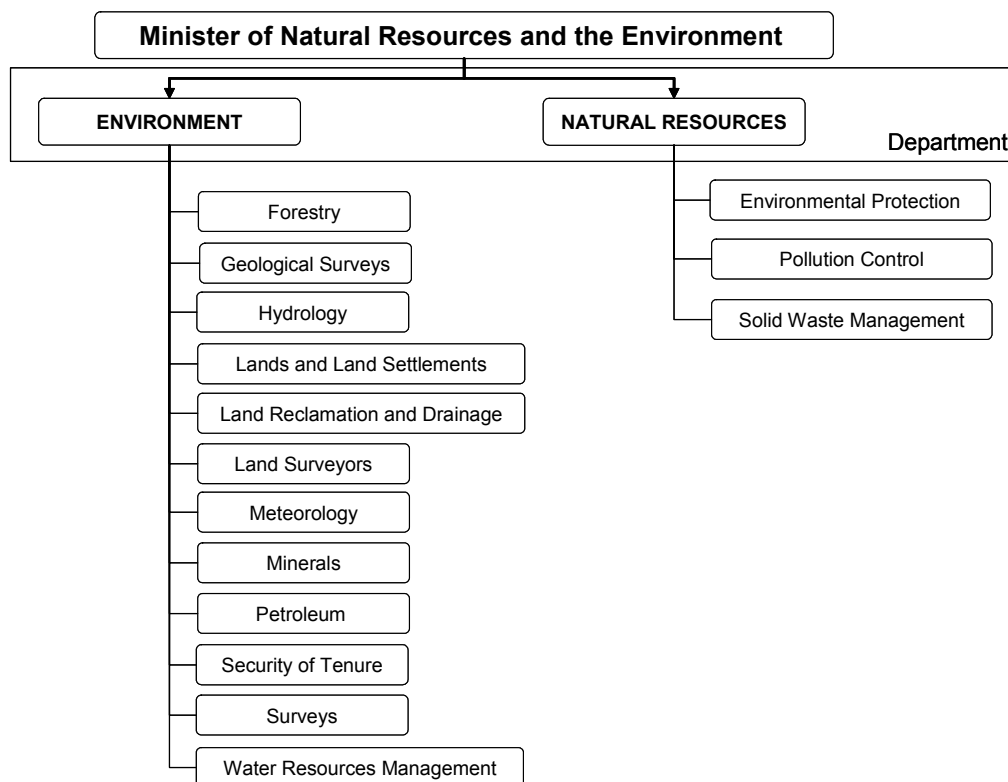 Minister of Natural Resources and the Environment
ENVIRONMENT
NATURAL RESOURCES
Department
Forestry
Geological Surveys
Hydrology
Lands and Land Settlements
Land Reclamation and Drainage
Land Surveyors
Meteorology
Minerals
Petroleum
Security of Tenure
Surveys
Water Resources Management
Environmental Protection
Pollution Control
Solid Waste Management